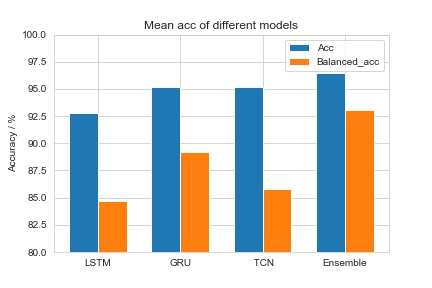 Mean acc of different models
Acc
Balanced_acc
Accuracy / %
100.0
97.5
95.0
92.5
90.0
87.5
85.0
82.5
80.0
LSTM
GRU
TCN
Ensemble